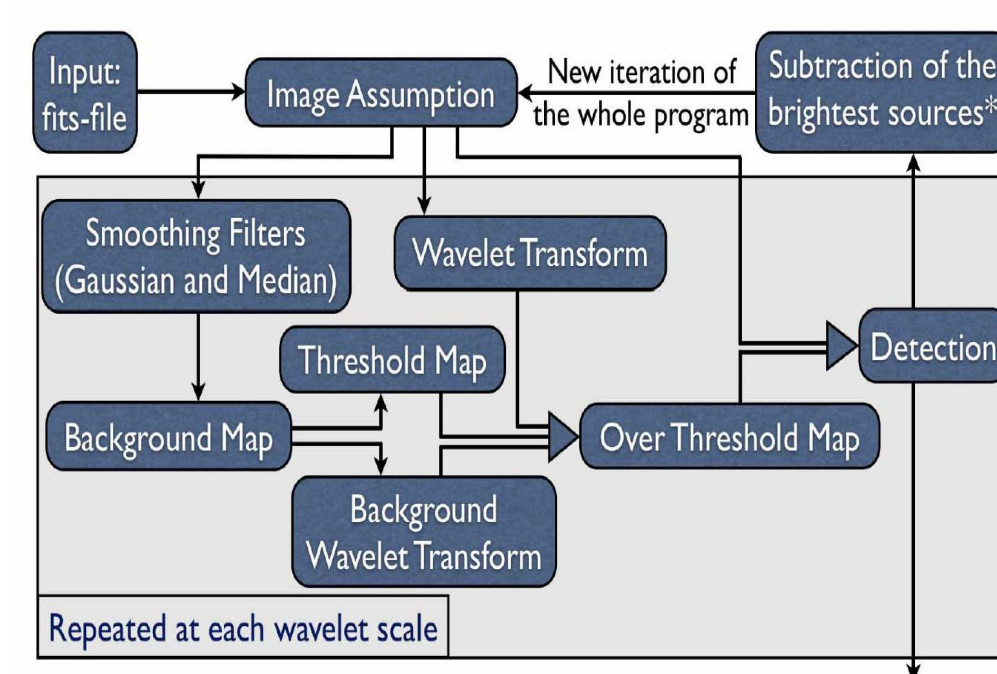 Input:
fits-file
Image Assumption
New iteration of
the whole program
Subtraction of the
brightest sources*
Smoothing Filters
(Gaussian and Median)
Wavelet Transform
Threshold Map
Detection
Background Map
Over Threshold Map
Background
Wavelet Transform
Repeated at each wavelet scale